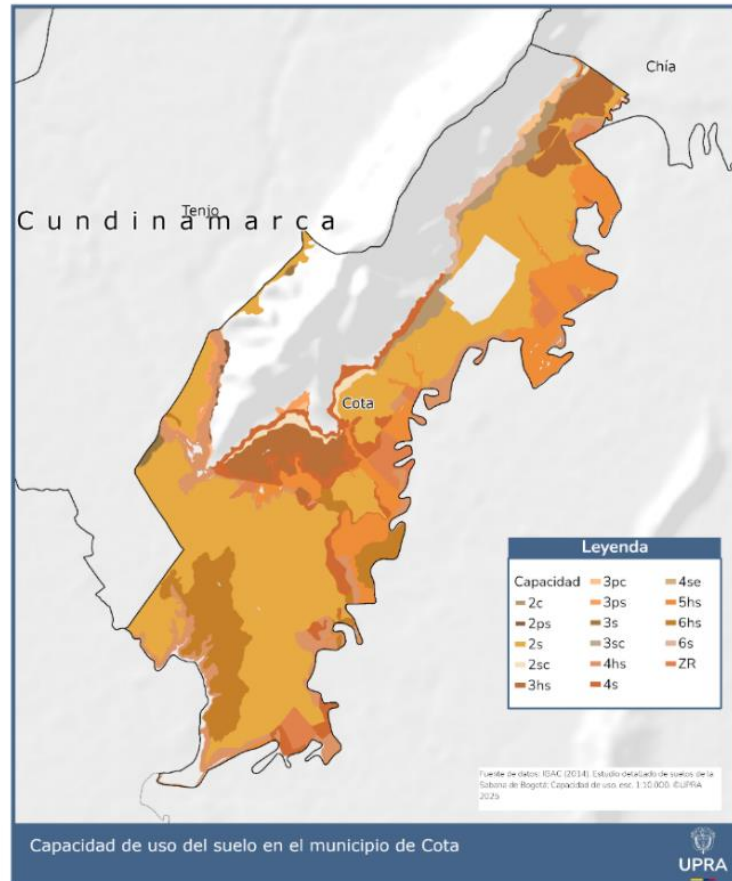 Chía
Tenjo
Cundinamarca
Cota
Leyenda
Capacidad
2c
2ps
2s
2sc
3hs
3pc
3ps
3s
3sc
4hs
4s
4se
5hs
6hs
6s
ZR
Fuente de datos: IGAC (2014). Estudio detallado de suelos de la
Sabana de Bogotá: Capacidad de uso. esc. 1:10.000. ©UPRA
2025
Capacidad de uso del suelo en el municipio de Cota
UPRA